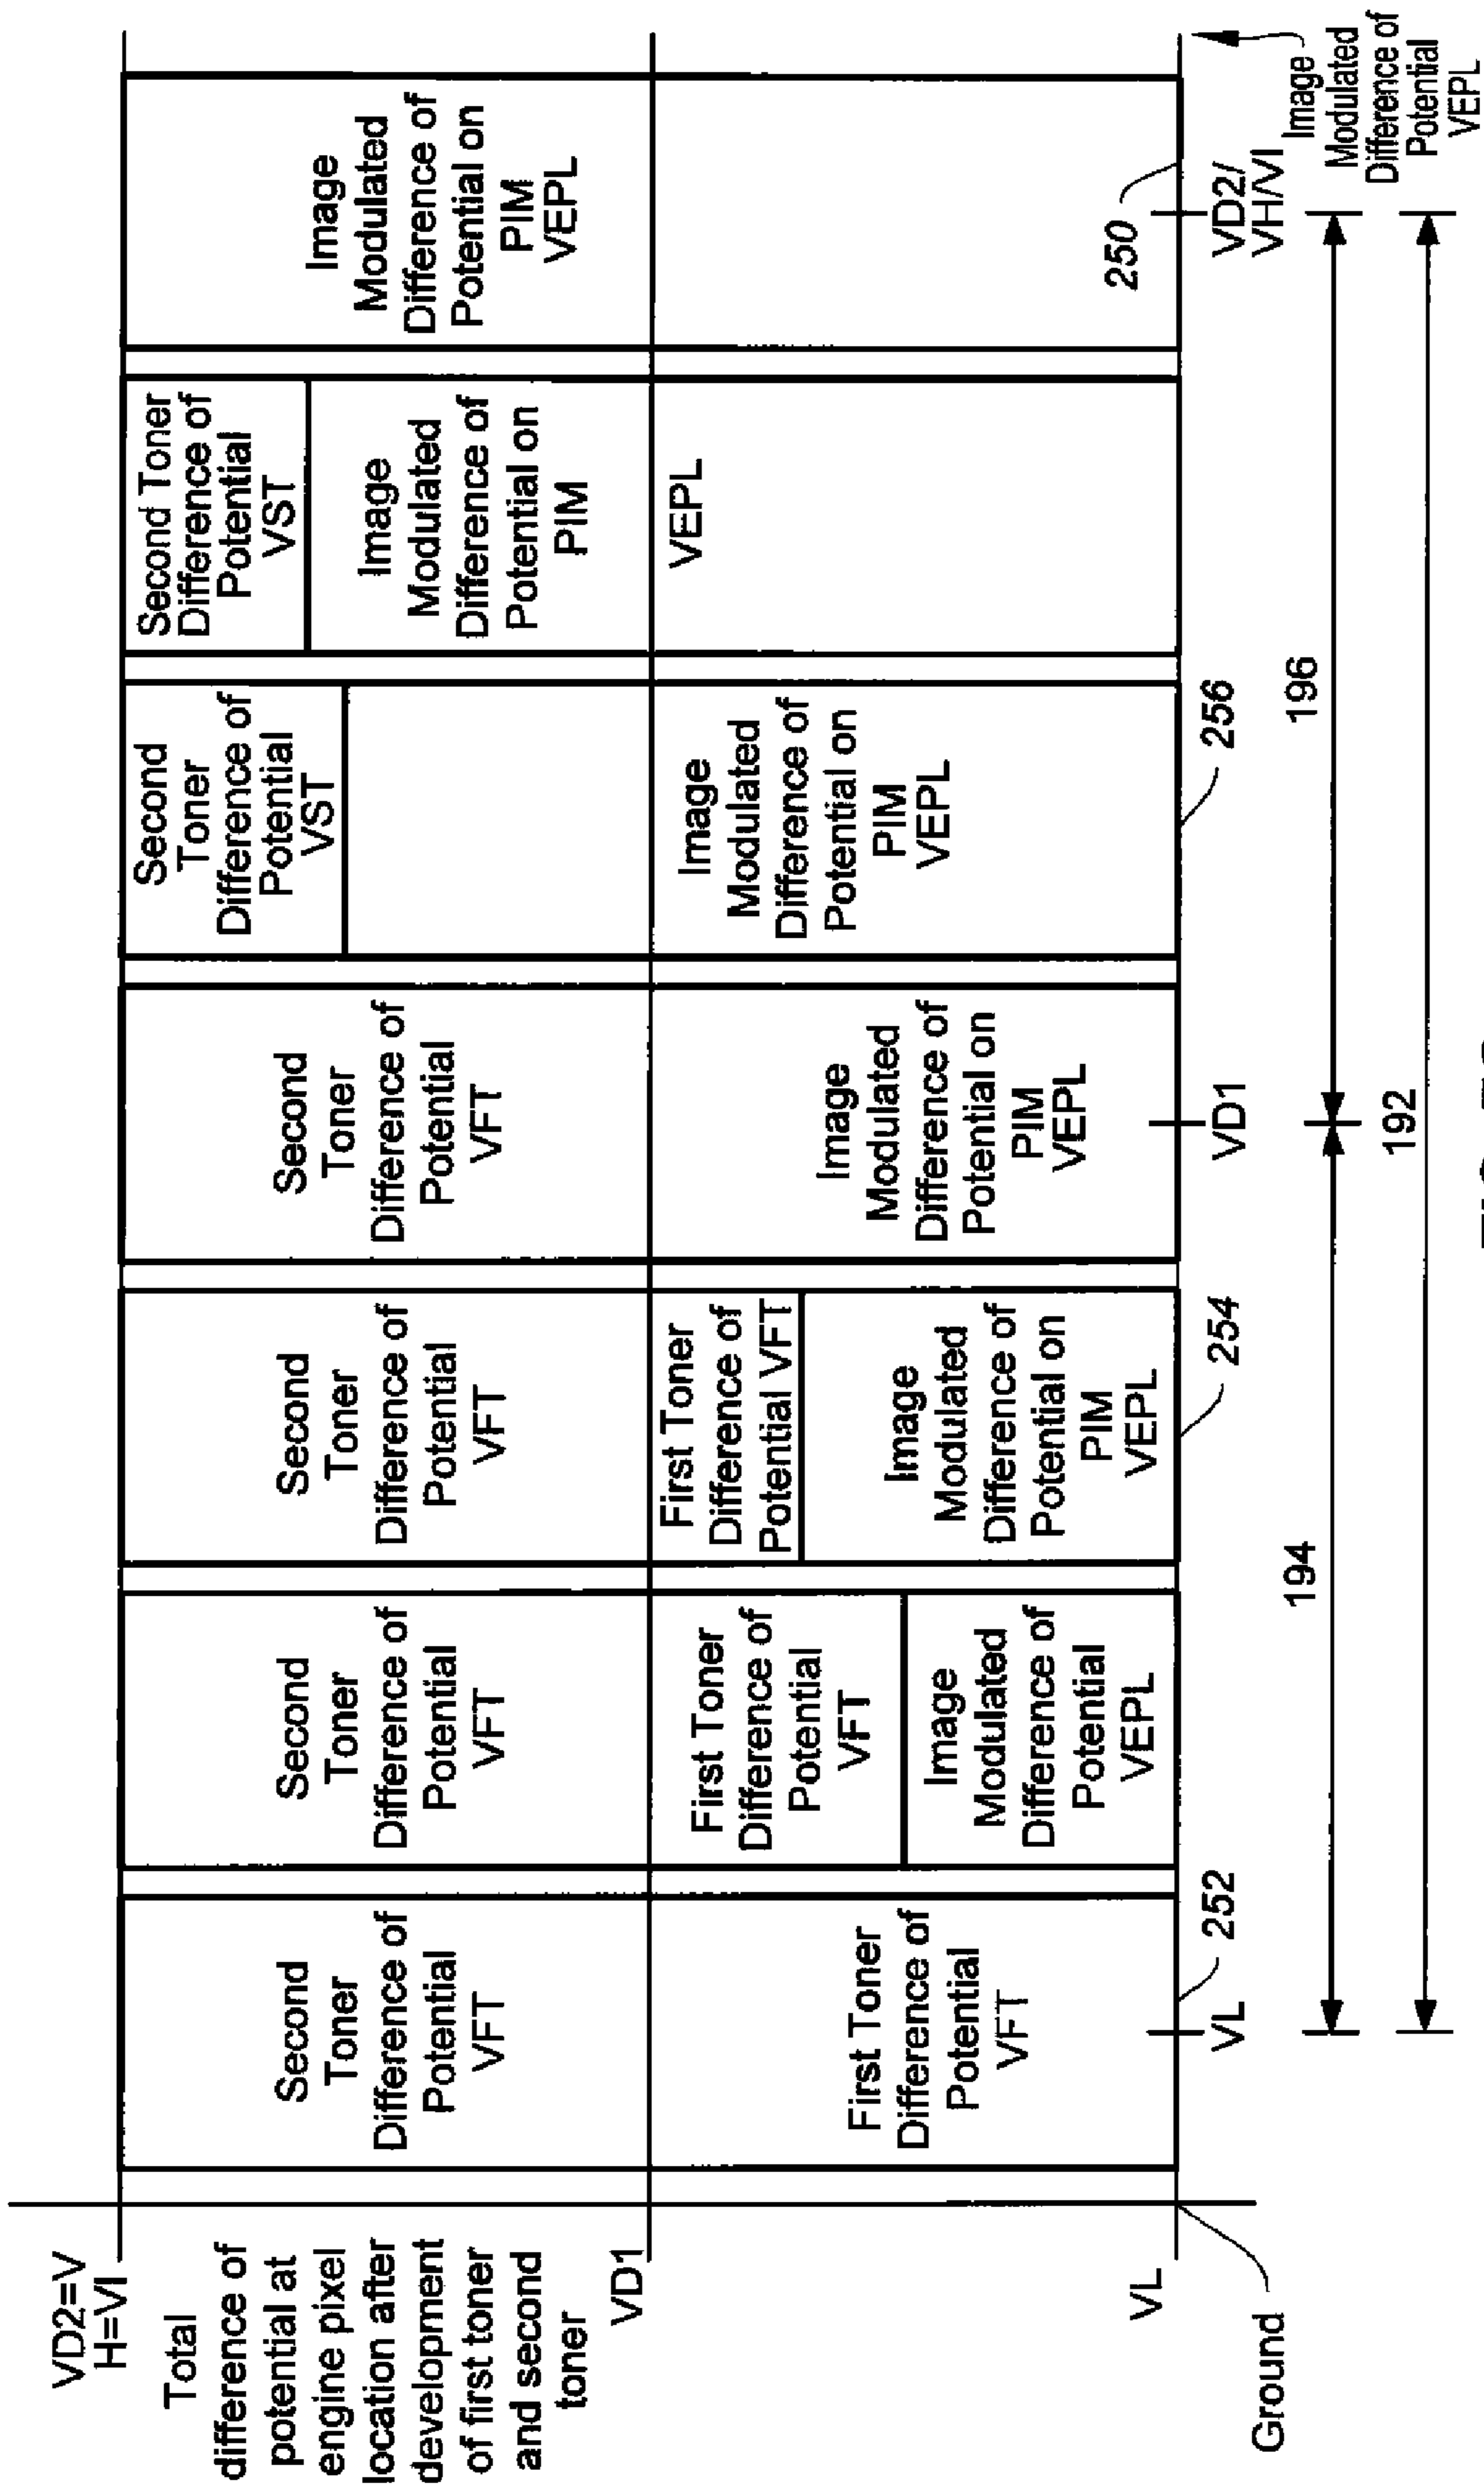 VD2=V
H=VI
Total
difference of
potential at
engine pixel
location after
development
of first toner
and second
toner
VD1
VL
Ground
Second
Toner
Difference of
Potential
VFT
First Toner
Difference of
Potential
VFT
Second
Toner
Difference of
Potential
VFT
First Toner
Difference of
Potential
VFT
Image
Modulated
Difference of
Potential
VEPL
Second
Toner
Difference of
Potential
VFT
First Toner
Difference of
Potential VFT
Image
Modulated
Difference of
Potential on
PIM
VEPL
Second
Toner
Difference of
Potential
VFT
Image
Modulated
Difference of
Potential on
PIM
VEPL
Second
Toner
Difference of
Potential
VST
Image
Modulated
Difference of
Potential on
PIM
VEPL
Second Toner
Difference of
Potential
VST
Image
Modulated
Difference of
Potential on
PIM
VEPL
Image
Modulated
Difference of
Potential on
PIM
VEPL
252
VL
254
VD1
256
250
VD2/
VH/VI
Image
Modulated
Difference of
Potential
VEPL
194
196
192